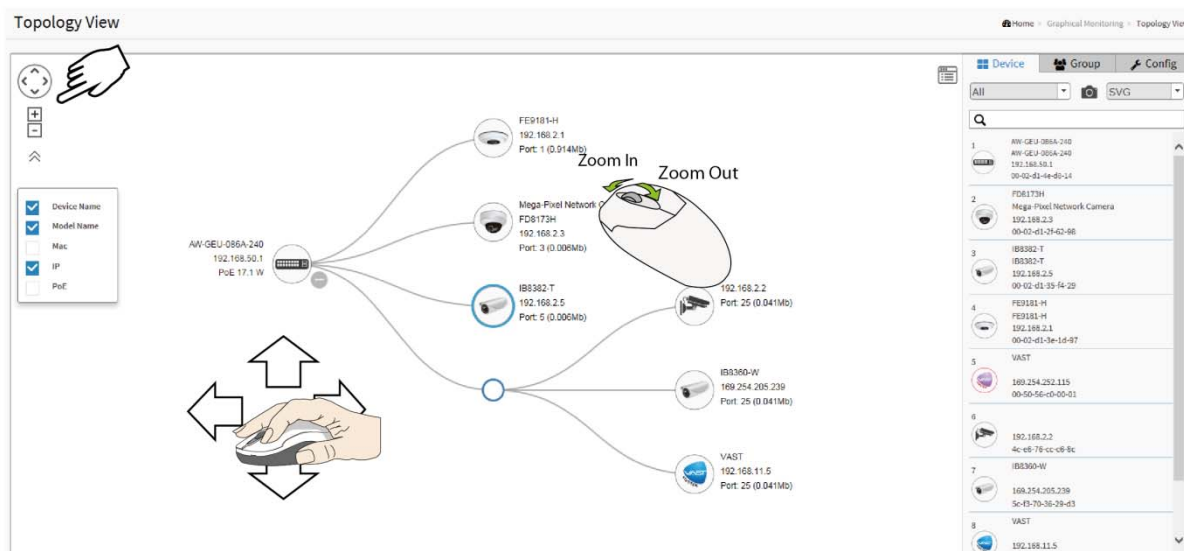 Topology View
Home > Graphical Monitoring > Topology View
Device Group Config
All SVG
Device Name
Model Name
Mac
IP
PoE
AW-GEU-086A-240
192.168.50.1
PoE 17.1 W
FE9181-H
192.168.2.1
Port: 1 (0.914Mb)
Zoom In
Zoom Out
Mega-Pixel Network C
FD8173H
192.168.2.3
Port: 3 (0.006Mb)
IB8382-T
192.168.2.5
Port: 5 (0.006Mb)
192.168.2.2
Port: 25 (0.041Mb)
IB8360-W
169.254.205.239
Port: 25 (0.041Mb)
VAST
192.168.11.5
Port: 25 (0.041Mb)
1
AW-GEU-086A-240
AW-GEU-086A-240
192.168.50.1
00-02-d1-4e-d6-14
2
FD8173H
Mega-Pixel Network Camera
192.168.2.3
00-02-d1-2f-62-98
3
IB8382-T
IB8382-T
192.168.2.5
00-02-d1-35-f4-29
4
FE9181-H
FE9181-H
192.168.2.1
00-02-d1-3e-1d-97
5
VAST
169.254.252.115
00-50-56-c0-00-01
6
192.168.2.2
4c-e6-76-cc-c6-6c
7
IB8360-W
169.254.205.239
5c-f3-70-36-29-d3
8
VAST
192.168.11.5